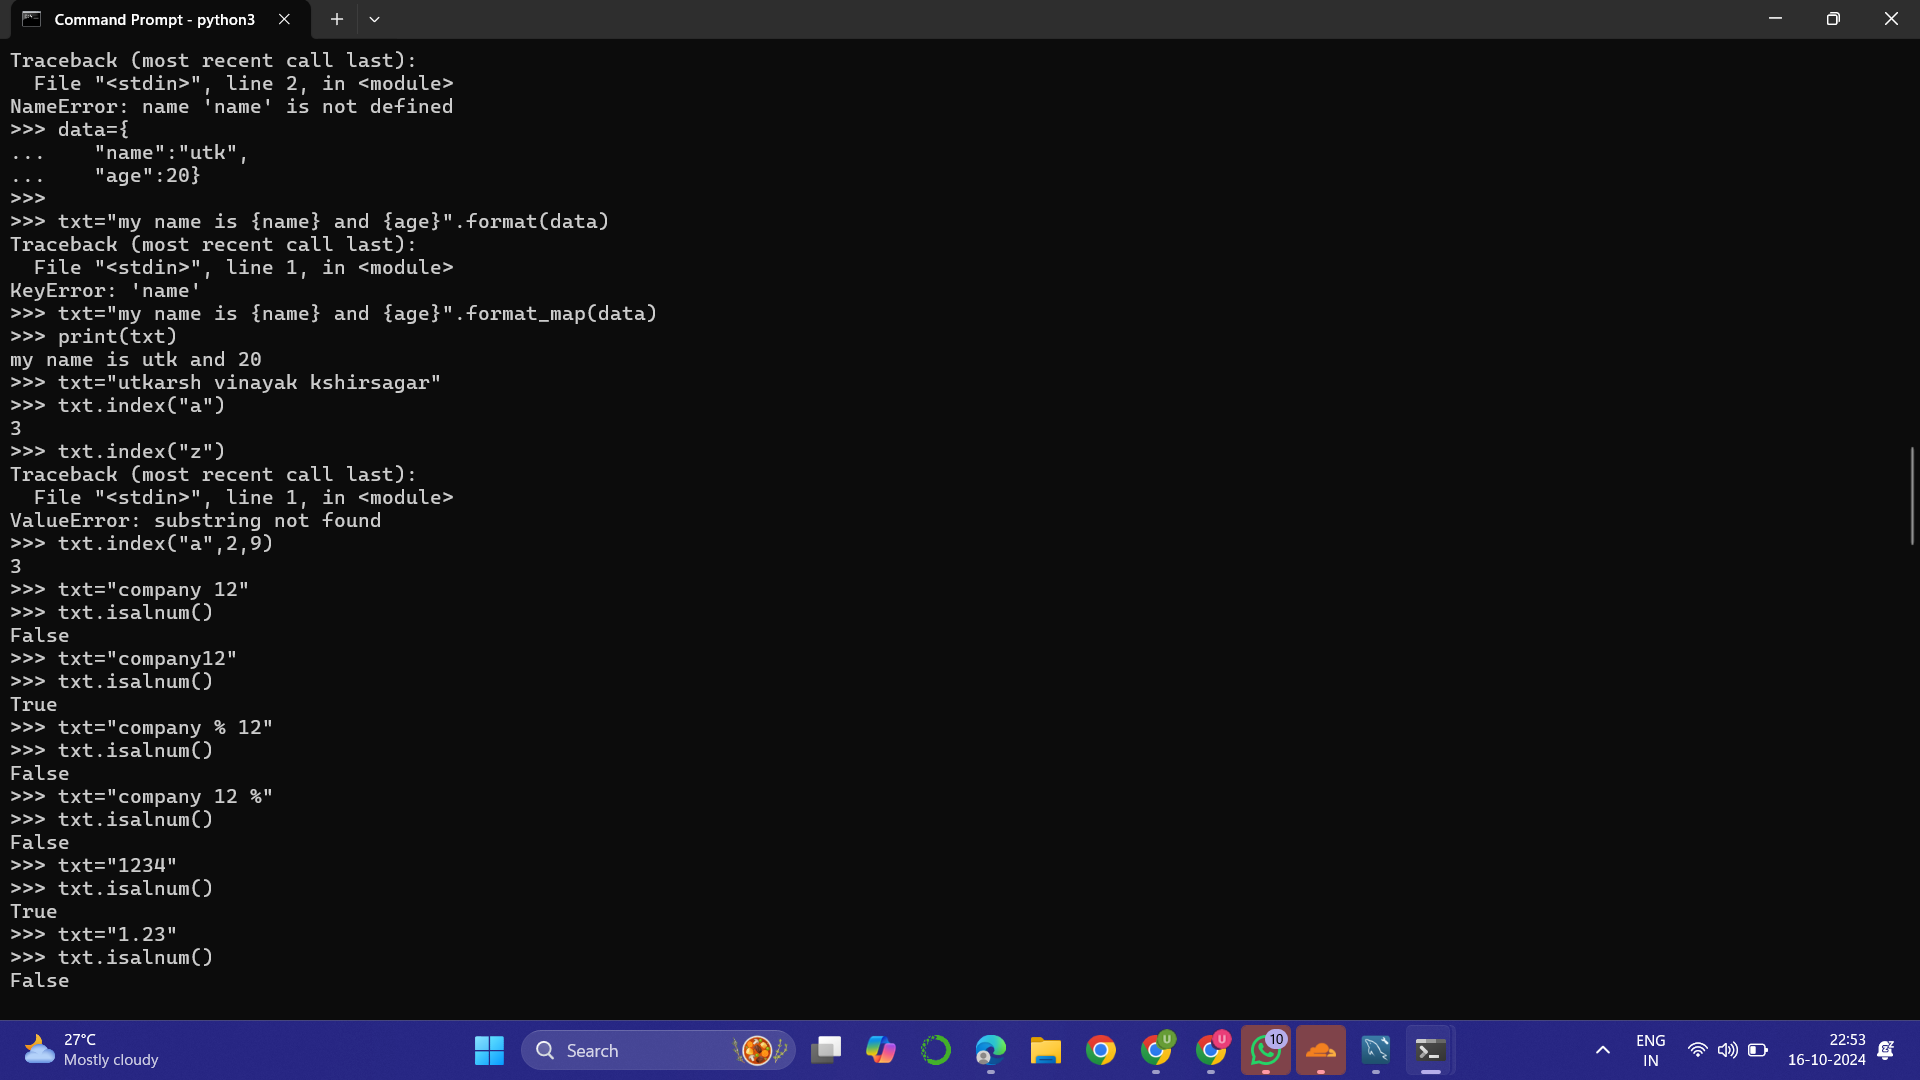 Command Prompt - python3
Traceback (most recent call last):
  File "<stdin>", line 2, in <module>
NameError: name 'name' is not defined
>>> data={
...    "name":"utk",
...    "age":20}
>>>
>>> txt="my name is {name} and {age}".format(data)
Traceback (most recent call last):
  File "<stdin>", line 1, in <module>
KeyError: 'name'
>>> txt="my name is {name} and {age}".format_map(data)
>>> print(txt)
my name is utk and 20
>>> txt="utkarsh vinayak kshirsagar"
>>> txt.index("a")
3
>>> txt.index("z")
Traceback (most recent call last):
  File "<stdin>", line 1, in <module>
ValueError: substring not found
>>> txt.index("a",2,9)
3
>>> txt="company 12"
>>> txt.isalnum()
False
>>> txt="company12"
>>> txt.isalnum()
True
>>> txt="company % 12"
>>> txt.isalnum()
False
>>> txt="company 12 %"
>>> txt.isalnum()
False
>>> txt="1234"
>>> txt.isalnum()
True
>>> txt="1.23"
>>> txt.isalnum()
False
27°C
Mostly cloudy
Search
U
U
10
ENG
IN
22:53
16-10-2024